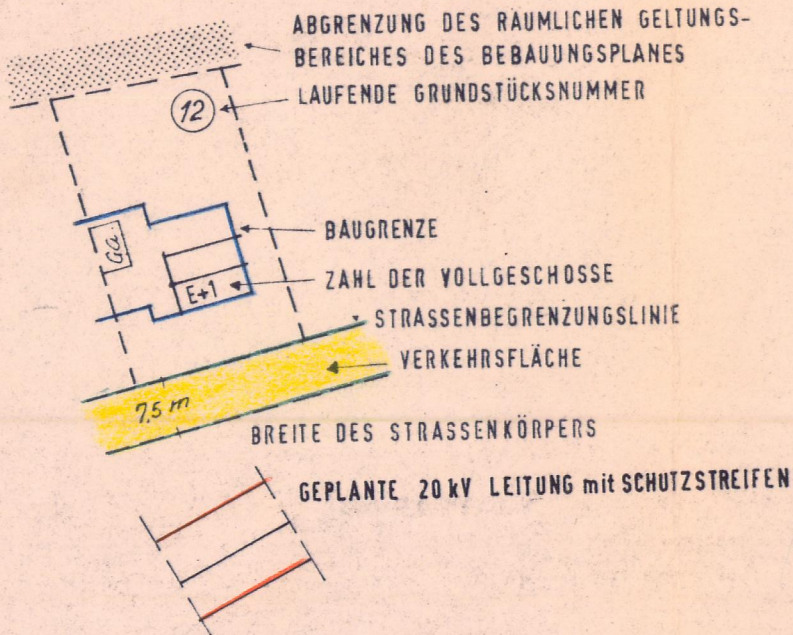 ABGRENZUNG DES RÄUMLICHEN GELTUNGS-
BEREICHES DES BEBAUUNGSPLANES
12
LAUFENDE GRUNDSTÜCKSNUMMER
BAUGRENZE
Ga.
ZAHL DER VOLLGESCHOSSE
E+1
STRASSENBEGRENZUNGSLINIE
VERKEHRSFLÄCHE
7,5 m
BREITE DES STRASSENKÖRPERS
GEPLANTE 20 kV LEITUNG mit SCHUTZSTREIFEN